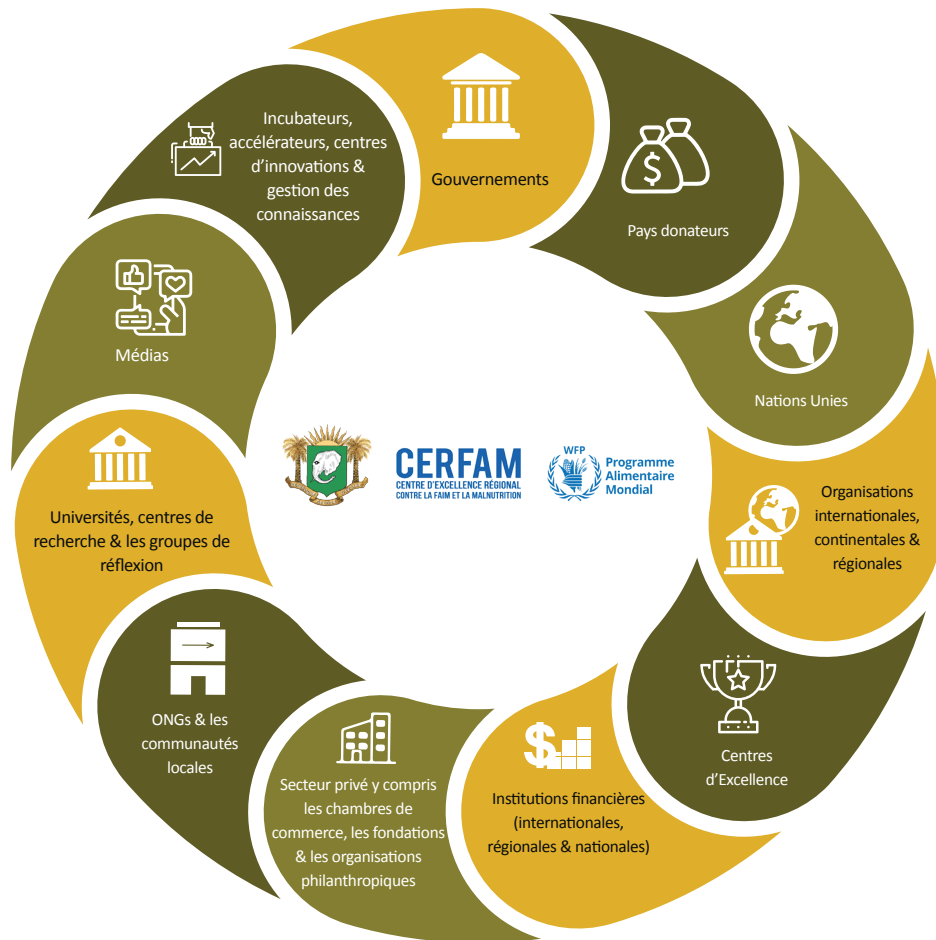 Gouvernements
$
Pays donateurs
Nations Unies
Organisations
internationales,
continentales &
régionales
Centres
d'Excellence
$
Institutions financières
(internationales,
régionales & nationales)
Secteur privé y compris
les chambres de
commerce, les fondations
& les organisations
philanthropiques
ONGs & les
communautés
locales
Universités, centres de
recherche & les groupes de
réflexion
Médias
Incubateurs,
accélérateurs, centres
d'innovations &
gestion des
connaissances
CERFAM
CENTRE D'EXCELLENCE RÉGIONAL
CONTRE LA FAIM ET LA MALNUTRITION
WFP
Programme
Alimentaire
Mondial